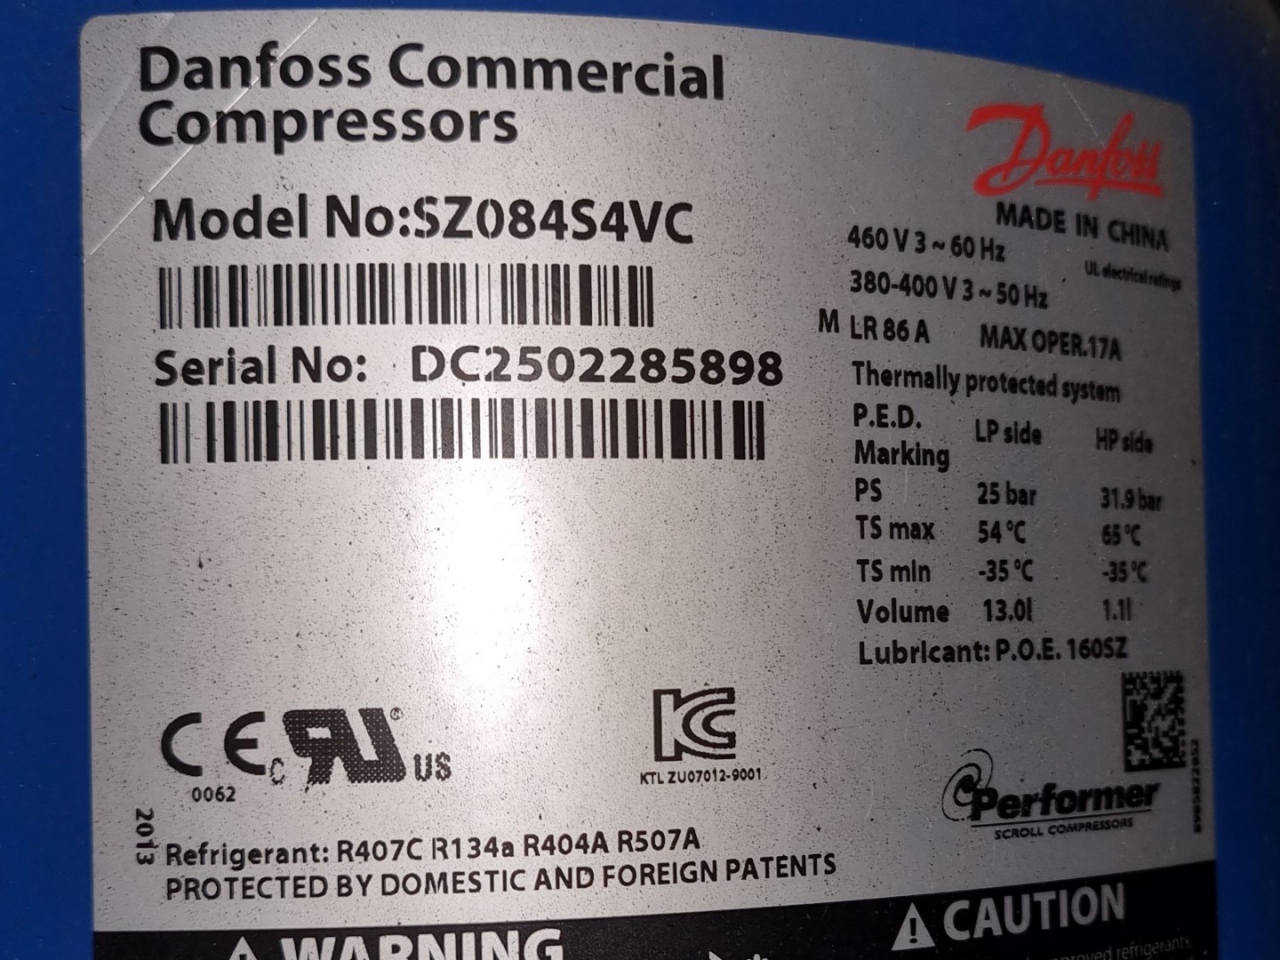 Danfoss Commercial
Compressors
Danfoss
MADE IN CHINA
Model No:SZ084S4VC
460 V 3 ~ 60 Hz
UL electrical ratings
380-400 V 3 ~ 50 Hz
M LR 86 A MAX OPER.17A
Serial No: DC2502285898
Thermally protected system
P.E.D. LP side HP side
Marking
PS 25 bar 31.9 bar
TS max 54 °C 65 °C
TS min -35 °C -35 °C
Volume 13.0l 1.1l
Lubricant: P.O.E. 160SZ
CE
0062
c RU ® US
KC
KTL ZU07012-9001
Performer
SCROLL COMPRESSORS
2013
Refrigerant: R407C R134a R404A R507A
PROTECTED BY DOMESTIC AND FOREIGN PATENTS
WARNING
CAUTION
refrigerants